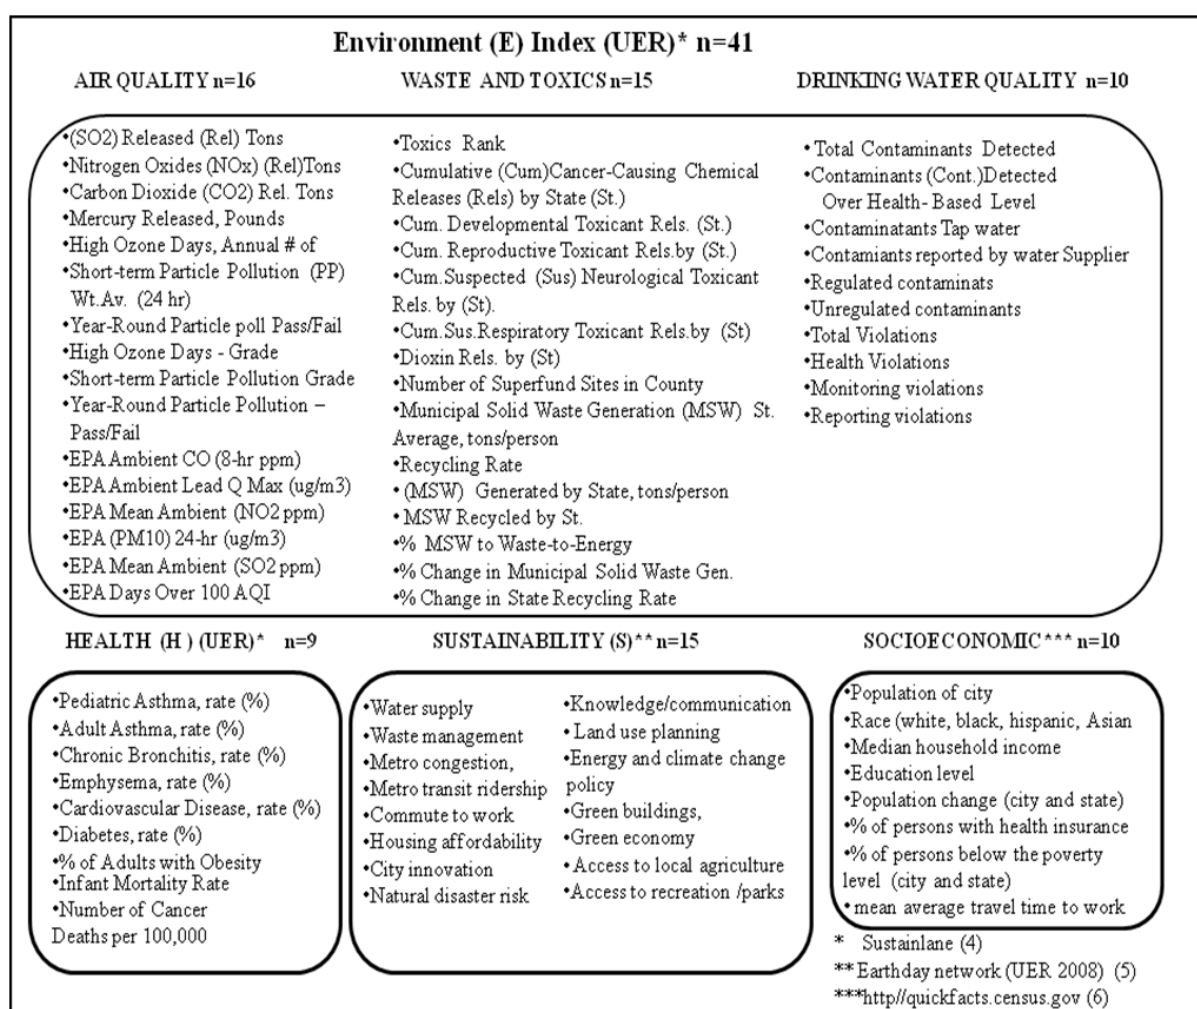 Environment (E) Index (UER)* n=41
AIR QUALITY n=16
•(SO2) Released (Rel) Tons
•Nitrogen Oxides (NOx) (Rel)Tons
•Carbon Dioxide (CO2) Rel. Tons
•Mercury Released, Pounds
•High Ozone Days, Annual # of
•Short-term Particle Pollution (PP)
Wt.Av. (24 hr)
•Year-Round Particle poll Pass/Fail
•High Ozone Days - Grade
•Short-term Particle Pollution Grade
•Year-Round Particle Pollution –
Pass/Fail
•EPA Ambient CO (8-hr ppm)
•EPA Ambient Lead Q Max (ug/m3)
•EPA Mean Ambient (NO2 ppm)
•EPA (PM10) 24-hr (ug/m3)
•EPA Mean Ambient (SO2 ppm)
•EPA Days Over 100 AQI
WASTE AND TOXICS n=15
•Toxics Rank
•Cumulative (Cum)Cancer-Causing Chemical
Releases (Rels) by State (St.)
•Cum. Developmental Toxicant Rels. (St.)
•Cum. Reproductive Toxicant Rels.by (St.)
•Cum.Suspected (Sus) Neurological Toxicant
Rels. by (St).
•Cum.Sus.Respiratory Toxicant Rels.by (St)
•Dioxin Rels. by (St)
•Number of Superfund Sites in County
•Municipal Solid Waste Generation (MSW) St.
Average, tons/person
•Recycling Rate
• (MSW) Generated by State, tons/person
• MSW Recycled by St.
•% MSW to Waste-to-Energy
•% Change in Municipal Solid Waste Gen.
•% Change in State Recycling Rate
DRINKING WATER QUALITY n=10
• Total Contaminants Detected
•Contaminants (Cont.)Detected
Over Health- Based Level
•Contaminatants Tap water
•Contamiants reported by water Supplier
•Regulated contaminats
•Unregulated contaminants
•Total Violations
•Health Violations
•Monitoring violations
•Reporting violations
HEALTH (H ) (UER)* n=9
•Pediatric Asthma, rate (%)
•Adult Asthma, rate (%)
•Chronic Bronchitis, rate (%)
•Emphysema, rate (%)
•Cardiovascular Disease, rate (%)
•Diabetes, rate (%)
•% of Adults with Obesity
•Infant Mortality Rate
•Number of Cancer
Deaths per 100,000
SUSTAINABILITY (S)** n=15
•Water supply
•Waste management
•Metro congestion,
•Metro transit ridership
•Commute to work
•Housing affordability
•City innovation
•Natural disaster risk
•Knowledge/communication
• Land use planning
•Energy and climate change
policy
•Green buildings,
•Green economy
• Access to local agriculture
•Access to recreation /parks
SOCIOECONOMIC*** n=10
•Population of city
•Race (white, black, hispanic, Asian
•Median household income
•Education level
•Population change (city and state)
•% of persons with health insurance
•% of persons below the poverty
level (city and state)
• mean average travel time to work
* Sustainlane (4)
**Earthday network (UER 2008) (5)
***http//quickfacts.census.gov (6)